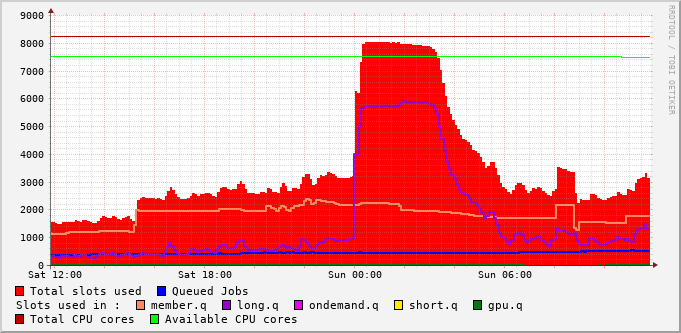 RRDTOOL / TOBI OETIKER
9000
8000
7000
6000
5000
4000
3000
2000
1000
0
Sat 12:00 Sat 18:00 Sun 00:00 Sun 06:00
Total slots used Queued Jobs
Slots used in : member.q long.q ondemand.q short.q gpu.q
Total CPU cores Available CPU cores